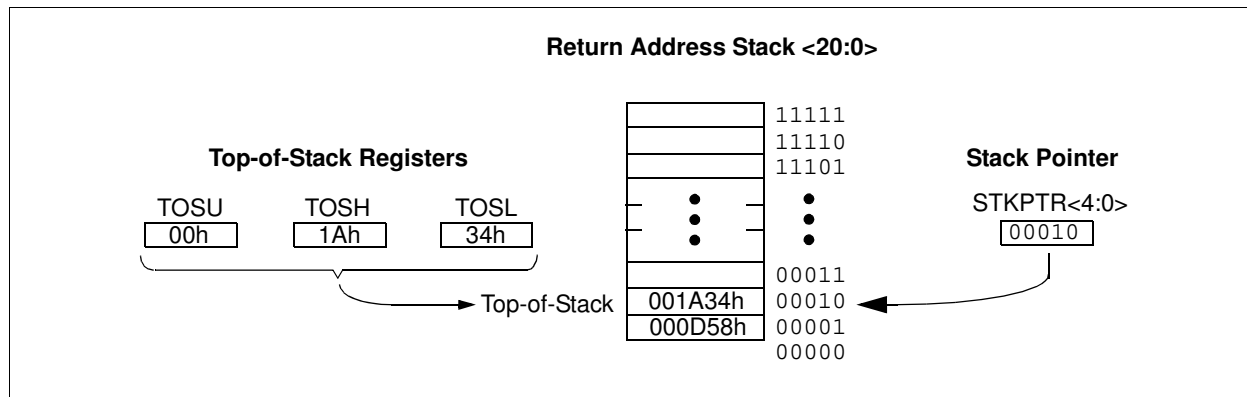 Return Address Stack <20:0>
Top-of-Stack Registers
TOSU TOSH TOSL
00h 1Ah 34h
11111
11110
11101
Stack Pointer
STKPTR<4:0>
00010
00011
Top-of-Stack 001A34h 00010
000D58h 00001
00000